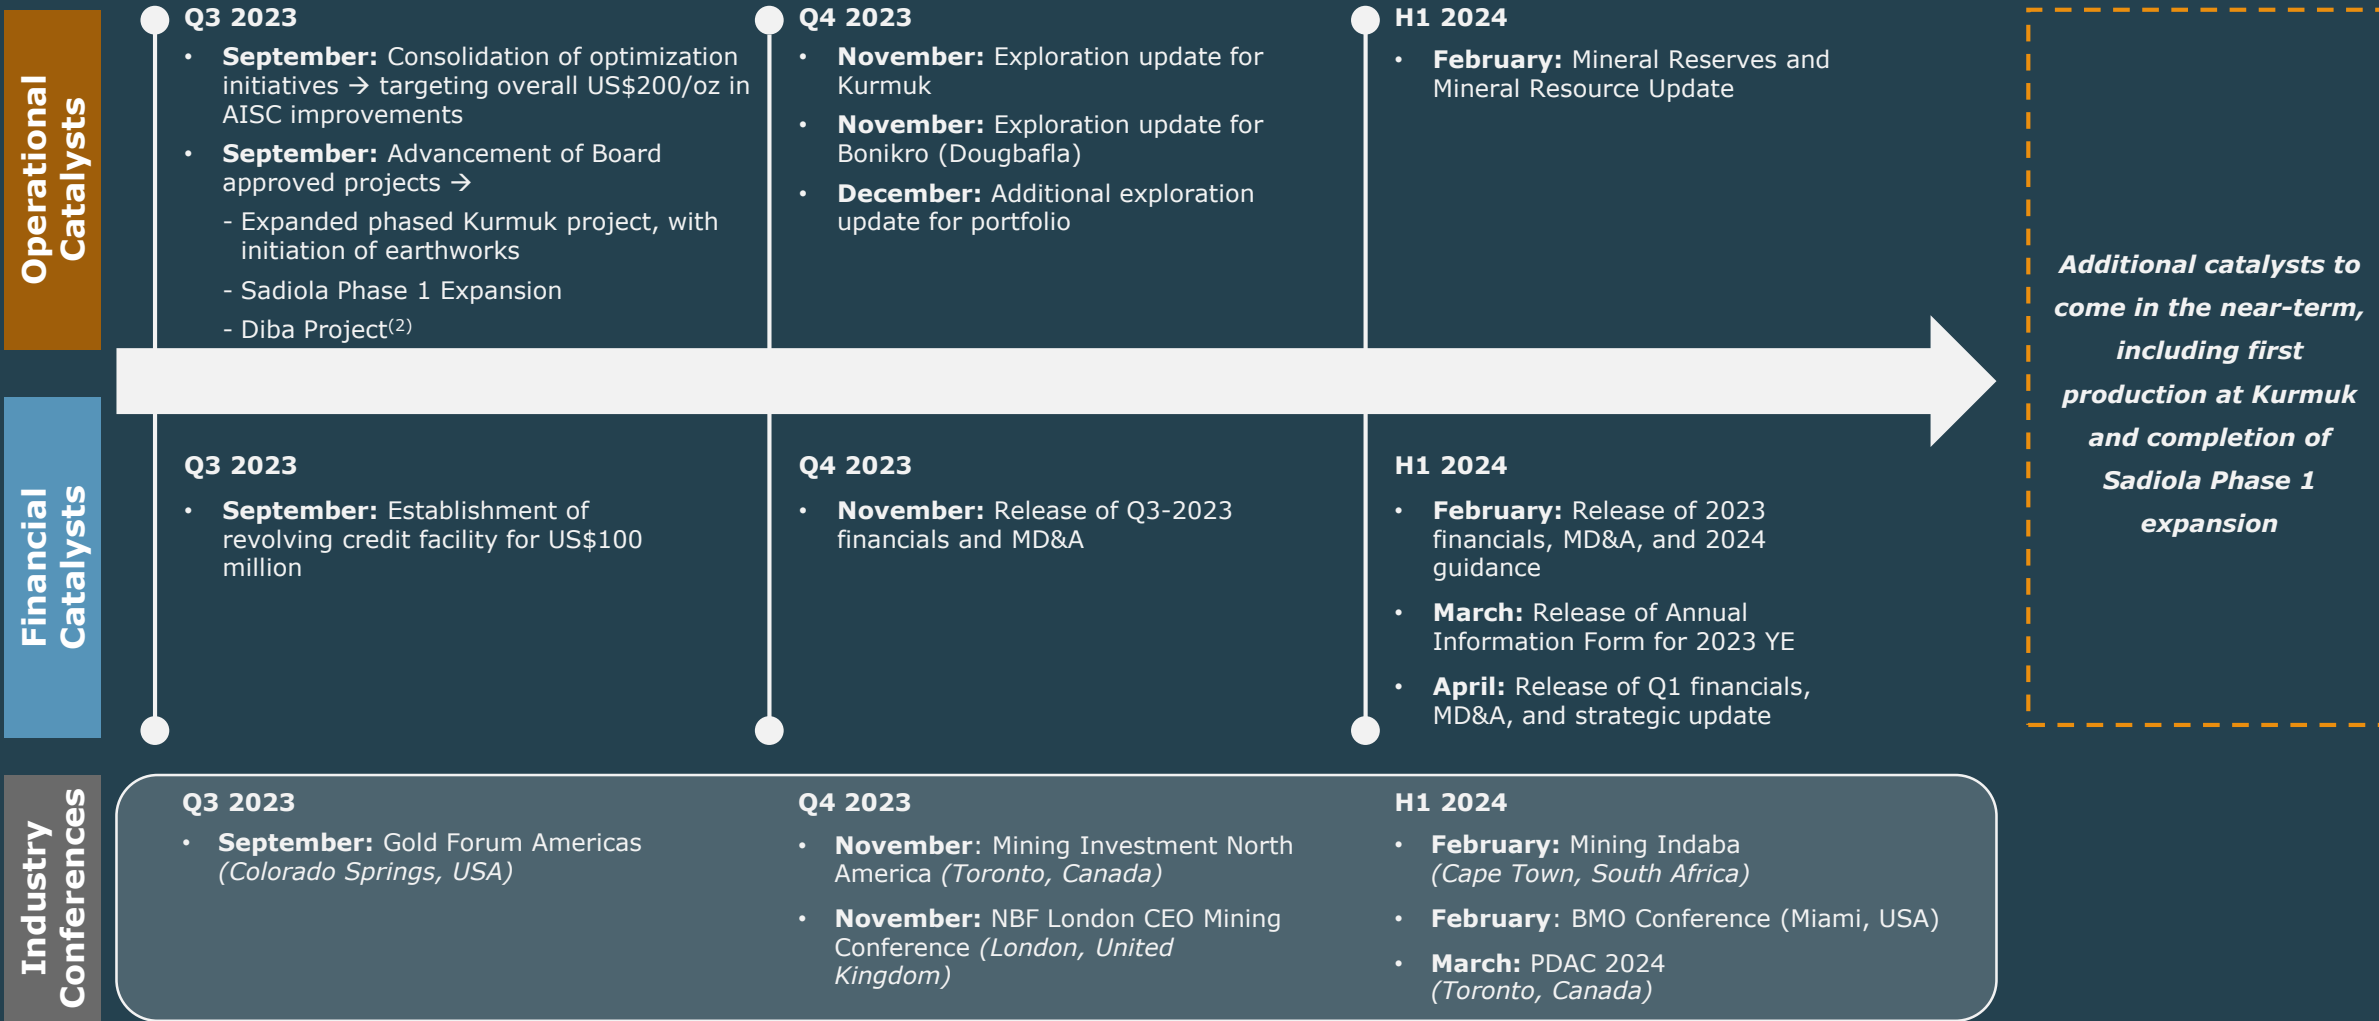 Operational
Catalysts
Q3 2023
• September: Consolidation of optimization
initiatives → targeting overall US$200/oz in
AISC improvements
• September: Advancement of Board
approved projects →
- Expanded phased Kurmuk project, with
initiation of earthworks
- Sadiola Phase 1 Expansion
- Diba Project(2)
Q4 2023
• November: Exploration update for
Kurmuk
• November: Exploration update for
Bonikro (Dougbafla)
• December: Additional exploration
update for portfolio
H1 2024
• February: Mineral Reserves and
Mineral Resource Update
Financial
Catalysts
Q3 2023
• September: Establishment of
revolving credit facility for US$100
million
Q4 2023
• November: Release of Q3-2023
financials and MD&A
H1 2024
• February: Release of 2023
financials, MD&A, and 2024
guidance
• March: Release of Annual
Information Form for 2023 YE
• April: Release of Q1 financials,
MD&A, and strategic update
Additional catalysts to
come in the near-term,
including first
production at Kurmuk
and completion of
Sadiola Phase 1
expansion
Industry
Conferences
Q3 2023
• September: Gold Forum Americas
(Colorado Springs, USA)
Q4 2023
• November: Mining Investment North
America (Toronto, Canada)
• November: NBF London CEO Mining
Conference (London, United
Kingdom)
H1 2024
• February: Mining Indaba
(Cape Town, South Africa)
• February: BMO Conference (Miami, USA)
• March: PDAC 2024
(Toronto, Canada)